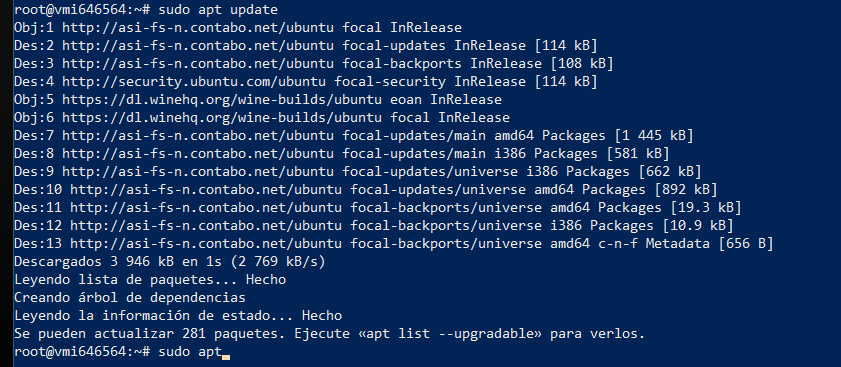 root@vmi646564:~# sudo apt update
Obj:1 http://asi-fs-n.contabo.net/ubuntu focal InRelease
Des:2 http://asi-fs-n.contabo.net/ubuntu focal-updates InRelease [114 kB]
Des:3 http://asi-fs-n.contabo.net/ubuntu focal-backports InRelease [108 kB]
Des:4 http://security.ubuntu.com/ubuntu focal-security InRelease [114 kB]
Obj:5 https://dl.winehq.org/wine-builds/ubuntu eoan InRelease
Obj:6 https://dl.winehq.org/wine-builds/ubuntu focal InRelease
Des:7 http://asi-fs-n.contabo.net/ubuntu focal-updates/main amd64 Packages [1 445 kB]
Des:8 http://asi-fs-n.contabo.net/ubuntu focal-updates/main i386 Packages [581 kB]
Des:9 http://asi-fs-n.contabo.net/ubuntu focal-updates/universe i386 Packages [662 kB]
Des:10 http://asi-fs-n.contabo.net/ubuntu focal-updates/universe amd64 Packages [892 kB]
Des:11 http://asi-fs-n.contabo.net/ubuntu focal-backports/universe amd64 Packages [19.3 kB]
Des:12 http://asi-fs-n.contabo.net/ubuntu focal-backports/universe i386 Packages [10.9 kB]
Des:13 http://asi-fs-n.contabo.net/ubuntu focal-backports/universe amd64 c-n-f Metadata [656 B]
Descargados 3 946 kB en 1s (2 769 kB/s)
Leyendo lista de paquetes... Hecho
Creando árbol de dependencias
Leyendo la información de estado... Hecho
Se pueden actualizar 281 paquetes. Ejecute «apt list --upgradable» para verlos.
root@vmi646564:~# sudo apt